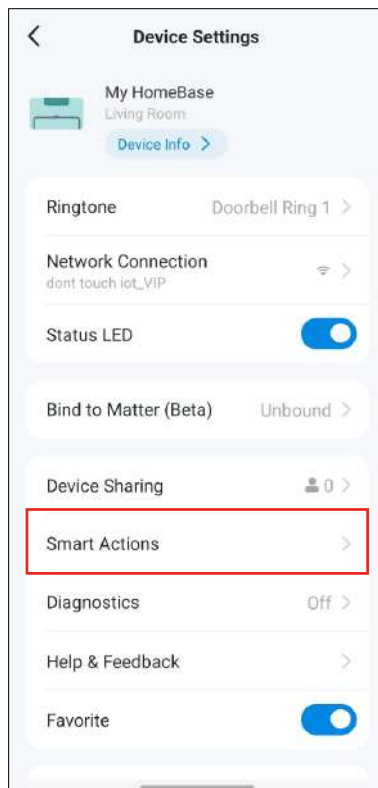 Device Settings
My HomeBase
Living Room
Device Info
Ringtone Doorbell Ring 1
Network Connection
dont touch iot_VIP
Status LED
Bind to Matter (Beta) Unbound
Device Sharing 0
Smart Actions
Diagnostics Off
Help & Feedback
Favorite